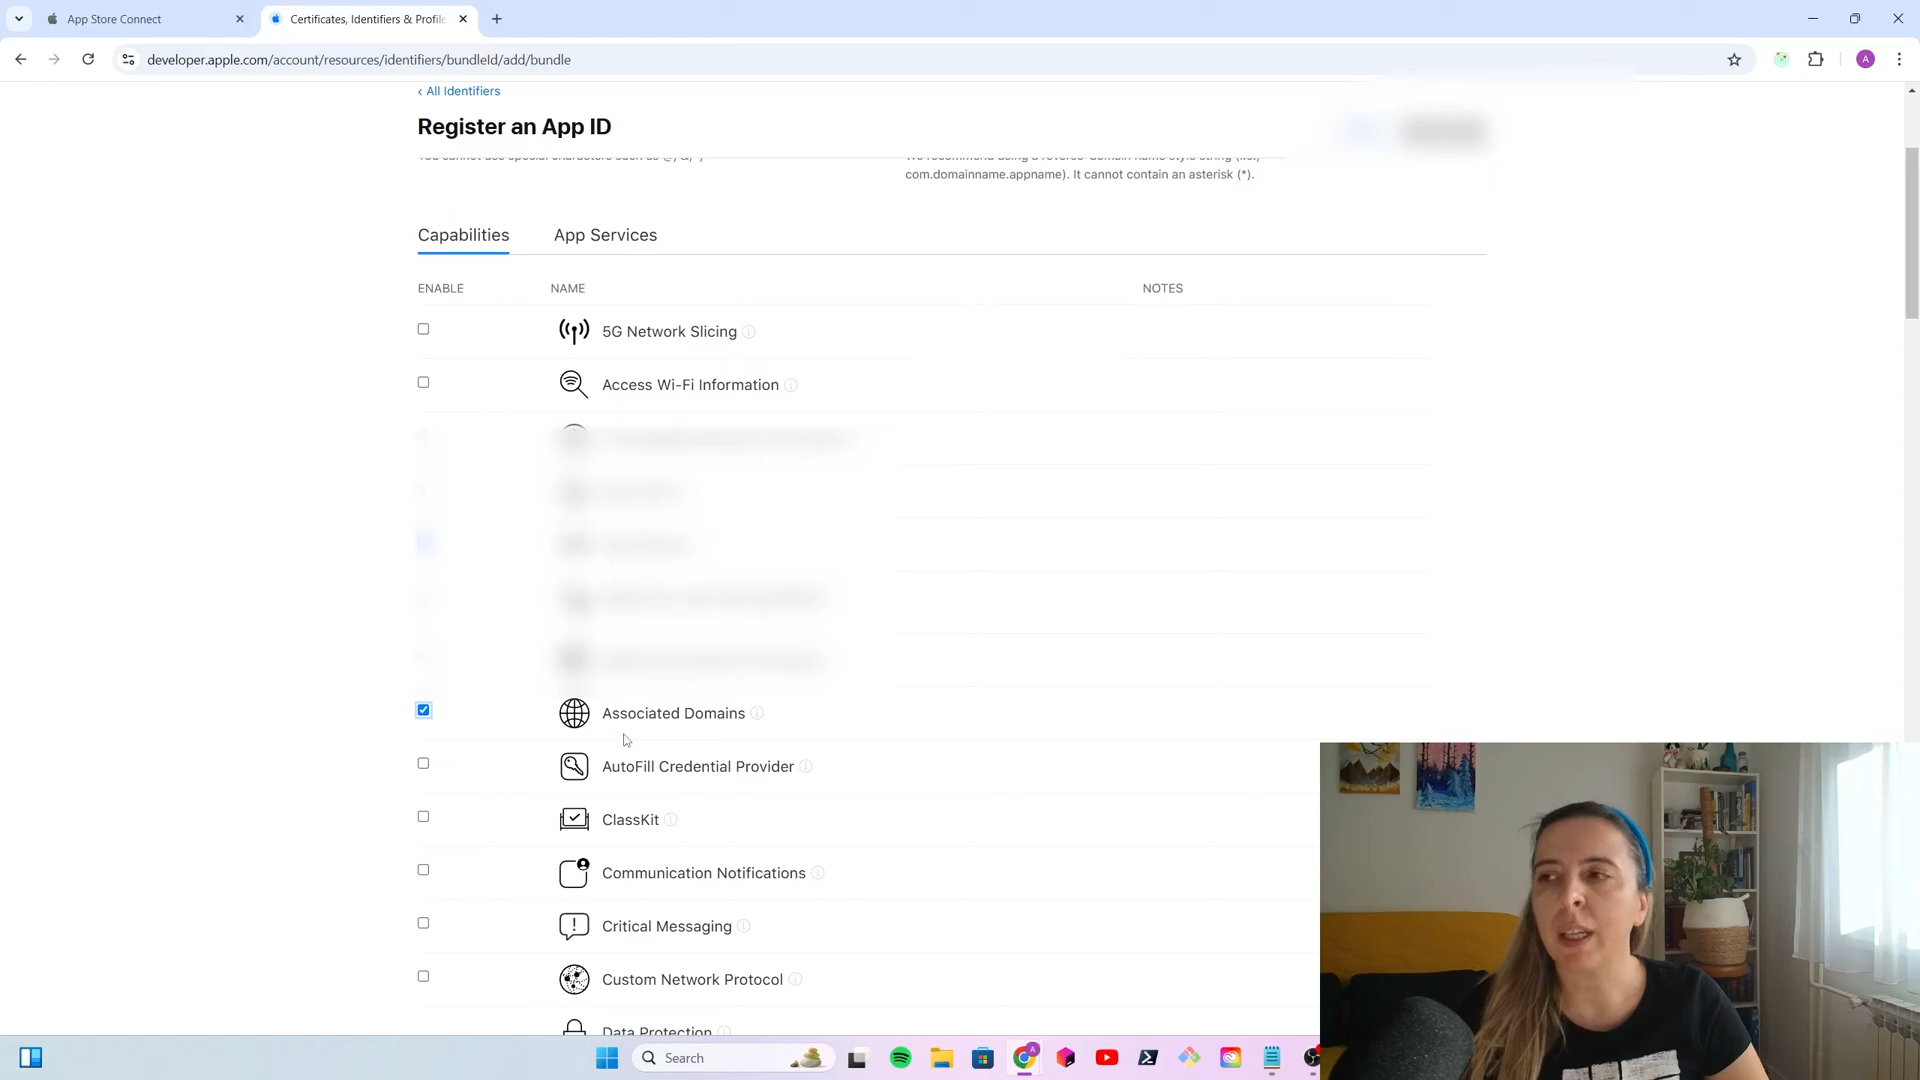 App Store Connect
Certificates, Identifiers & Profile
developer.apple.com/account/resources/identifiers/bundleId/add/bundle
A
‹ All Identifiers
Register an App ID
com.domainname.appname). It cannot contain an asterisk (*).
Capabilities
App Services
ENABLE
NAME
NOTES
5G Network Slicing
Access Wi-Fi Information
Associated Domains
AutoFill Credential Provider
ClassKit
Communication Notifications
Critical Messaging
Custom Network Protocol
Data Protection
Search